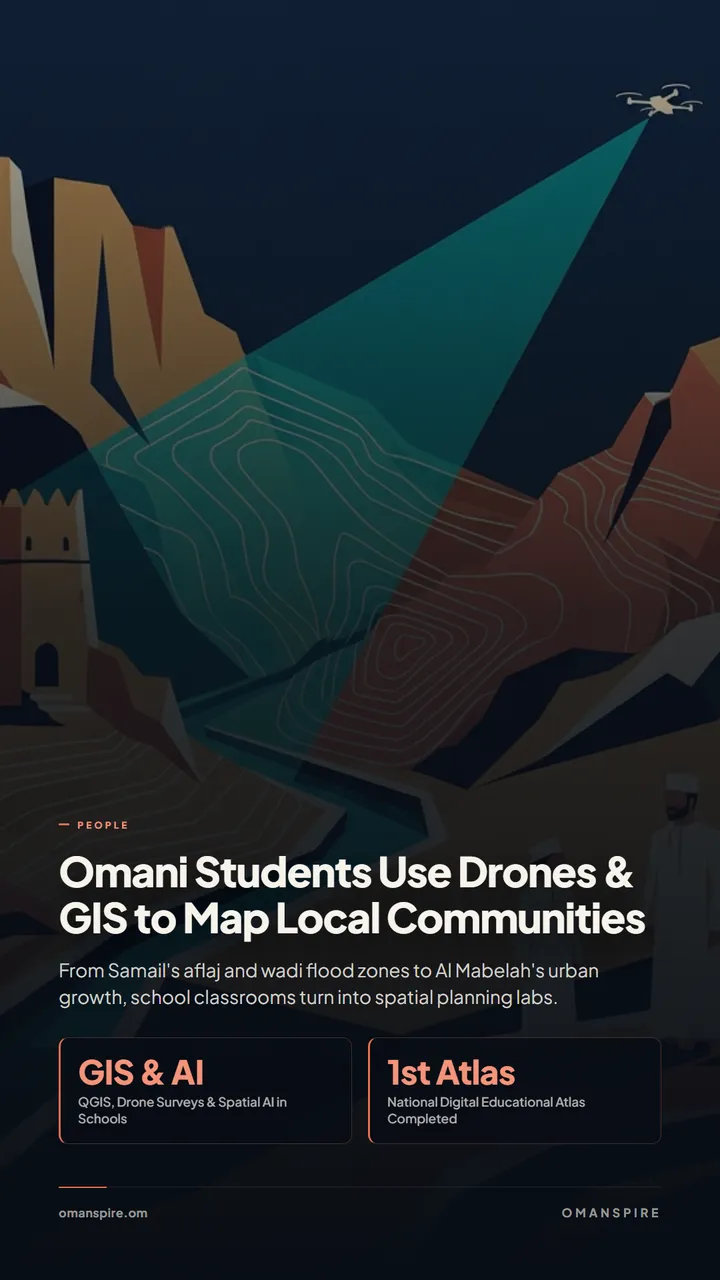 — PEOPLE
Omani Students Use Drones &
GIS to Map Local Communities
From Samail's aflaj and wadi flood zones to Al Mabelah's urban
growth, school classrooms turn into spatial planning labs.
GIS & AI
QGIS, Drone Surveys & Spatial AI in
Schools
1st Atlas
National Digital Educational Atlas
Completed
omanspire.om
OMANSPIRE